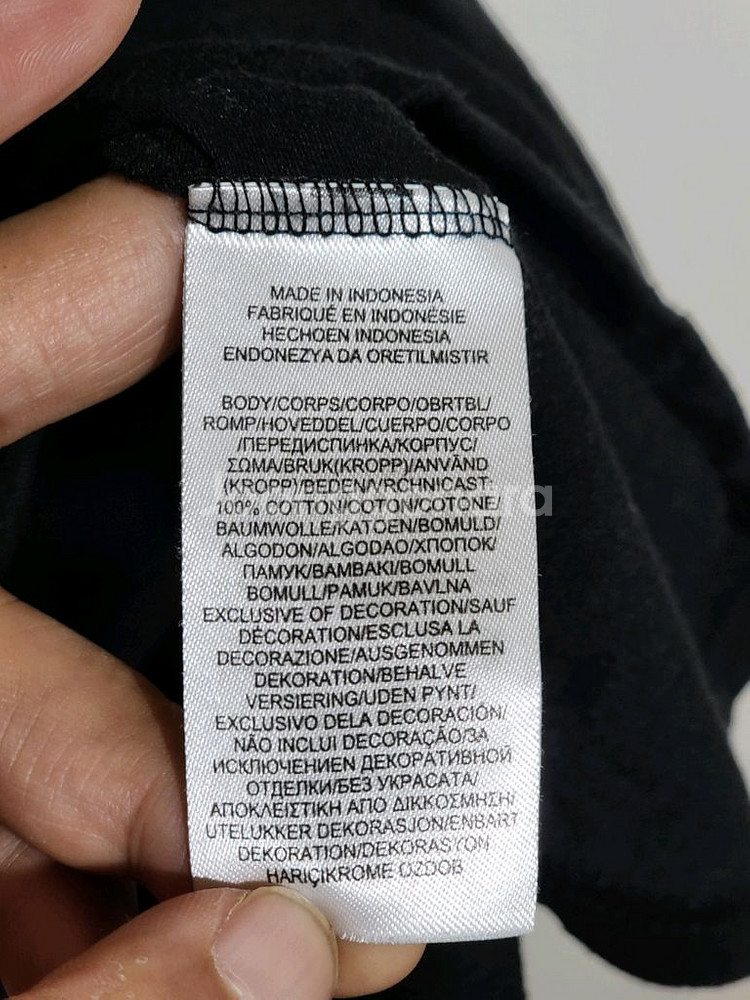 MADE IN INDONESIA
FABRIQUÉ EN INDONÉSIE
HECHOEN INDONESIA
ENDONEZYA DA ORETILMISTIR
BODY/CORPS/CORPO/OBRTBL/
ROMP/HOVEDDEL/CUERPO/CORPO
/ПЕРЕДИСПИНКА/КОРПУС/
ΣΩΜΑ/BRUK(KROPP)/ANVÄND
(KROPP)/BEDEN/VRCHNICAST:
100% COTTON/COTON/COTONE/
BAUMWOLLE/KATOEN/BOMULD/
ALGODON/ALGODAO/ХПОПОК/
ПАМУК/BAMBAKI/BOMULL
BOMULL/PAMUK/BAVLNA
EXCLUSIVE OF DECORATION/SAUF
DÉCORATION/ESCLUSA LA
DECORAZIONE/AUSGENOMMEN
DEKORATION/BEHALVE
VERSIERING/UDEN PYNT/
EXCLUSIVO DELA DECORACIÓN/
NÃO INCLUI DECORAÇÃO/ЗА
ИСКЛЮЧЕНИЕN ДЕКОРАТИВНОЙ
ОТДЕЛКИ/БЕЗ УКРАСАТА/
ΑΠΟΚΛΕΙΣΤΙΚΗ ΑΠΟ ΔΙΚΚΟΣΜΗΣΗ/
UTELUKKER DEKORASJON/ENBART
DEKORATION/DEKORASYON
HARIÇIKROME OZDOB